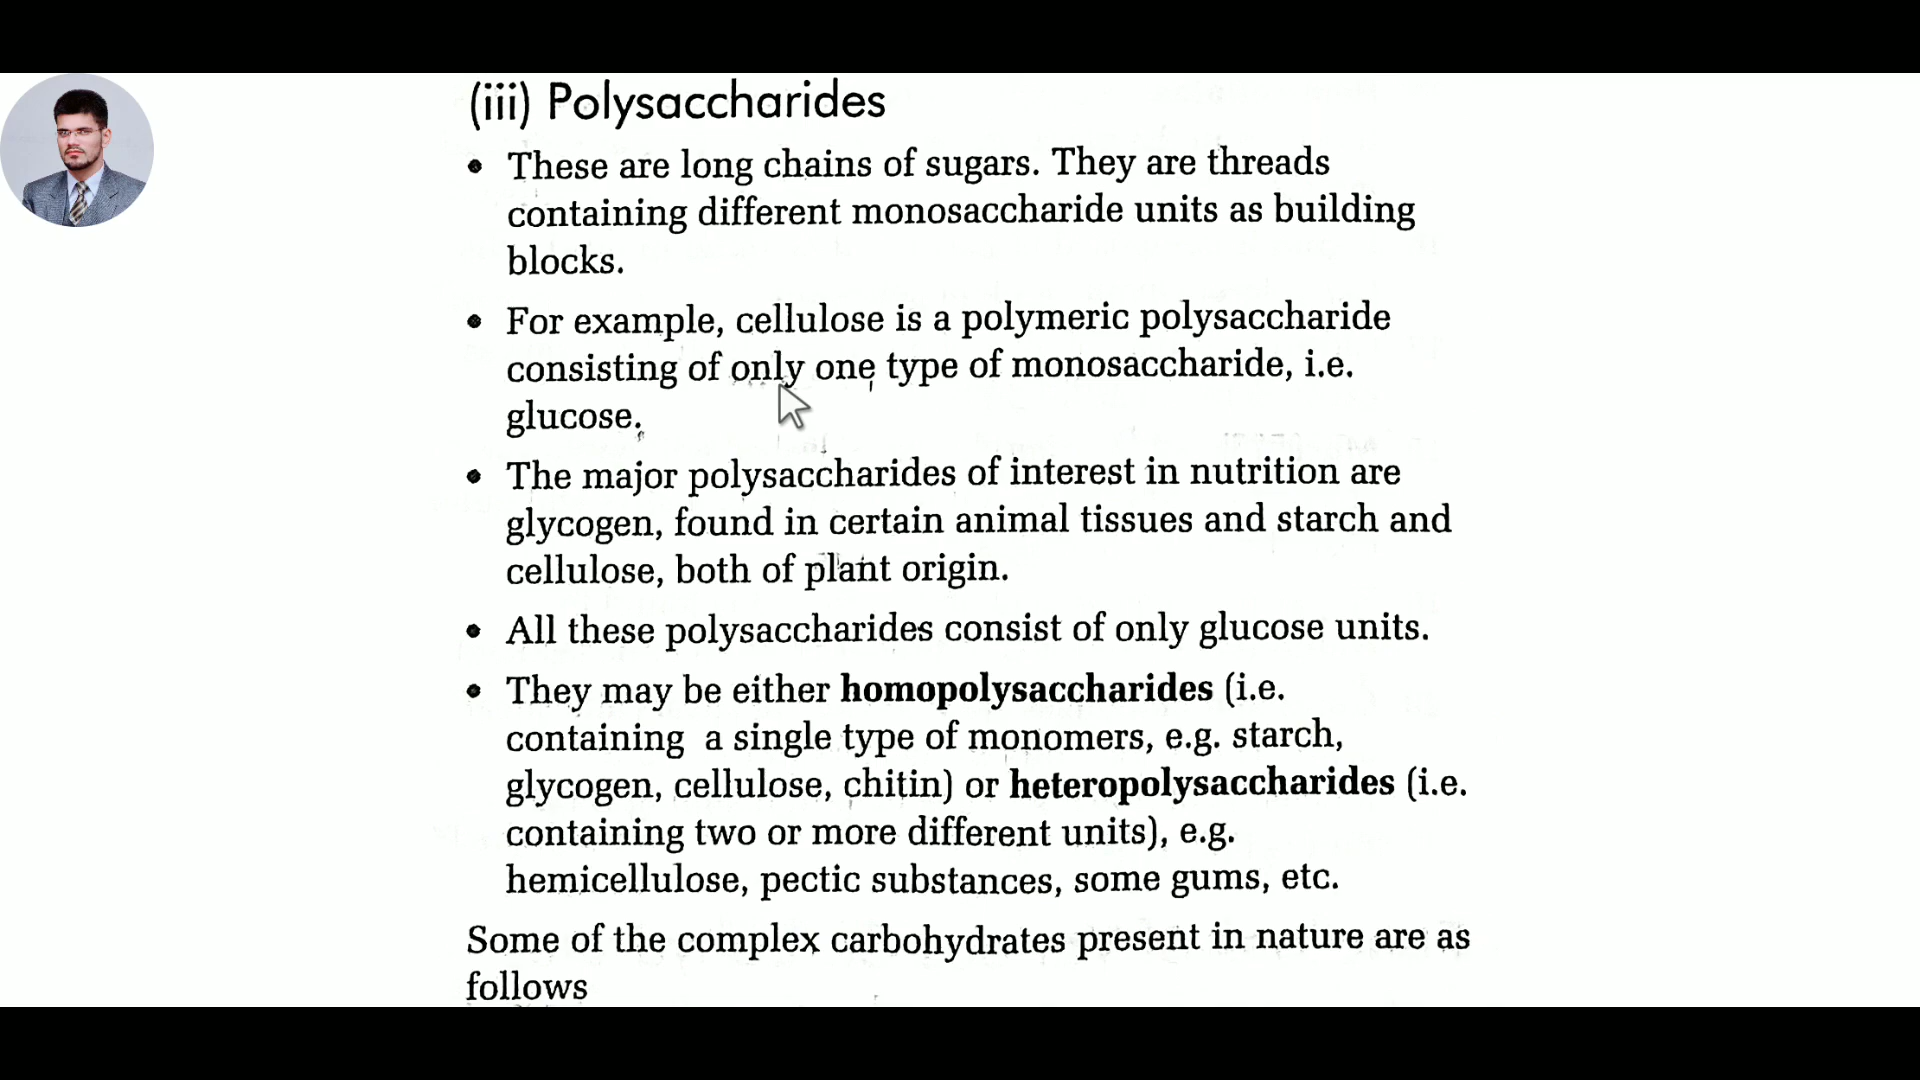 (iii) Polysaccharides
• These are long chains of sugars. They are threads
containing different monosaccharide units as building
blocks.
• For example, cellulose is a polymeric polysaccharide
consisting of only one type of monosaccharide, i.e.
glucose.
• The major polysaccharides of interest in nutrition are
glycogen, found in certain animal tissues and starch and
cellulose, both of plant origin.
• All these polysaccharides consist of only glucose units.
• They may be either homopolysaccharides (i.e.
containing a single type of monomers, e.g. starch,
glycogen, cellulose, chitin) or heteropolysaccharides (i.e.
containing two or more different units), e.g.
hemicellulose, pectic substances, some gums, etc.
Some of the complex carbohydrates present in nature are as
follows